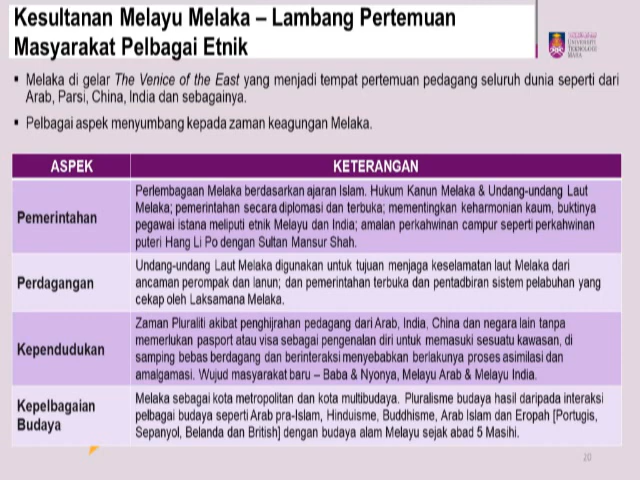 Kesultanan Melayu Melaka – Lambang Pertemuan
Masyarakat Pelbagai Etnik
UNIVERSITI
TEKNOLOGI
MARA
▪ Melaka di gelar The Venice of the East yang menjadi tempat pertemuan pedagang seluruh dunia seperti dari
Arab, Parsi, China, India dan sebagainya.
▪ Pelbagai aspek menyumbang kepada zaman keagungan Melaka.
ASPEK KETERANGAN
Pemerintahan
Perlembagaan Melaka berdasarkan ajaran Islam. Hukum Kanun Melaka & Undang-undang Laut
Melaka; pemerintahan secara diplomasi dan terbuka; mementingkan keharmonian kaum, buktinya
pegawai istana meliputi etnik Melayu dan India; amalan perkahwinan campur seperti perkahwinan
puteri Hang Li Po dengan Sultan Mansur Shah.
Perdagangan
Undang-undang Laut Melaka digunakan untuk tujuan menjaga keselamatan laut Melaka dari
ancaman perompak dan lanun; dan pemerintahan terbuka dan pentadbiran sistem pelabuhan yang
cekap oleh Laksamana Melaka.
Kependudukan
Zaman Pluraliti akibat penghijrahan pedagang dari Arab, India, China dan negara lain tanpa
memerlukan pasport atau visa sebagai pengenalan diri untuk memasuki sesuatu kawasan, di
samping bebas berdagang dan berinteraksi menyebabkan berlakunya proses asimilasi dan
amalgamasi. Wujud masyarakat baru – Baba & Nyonya, Melayu Arab & Melayu India.
Kepelbagaian
Budaya
Melaka sebagai kota metropolitan dan kota multibudaya. Pluralisme budaya hasil daripada interaksi
pelbagai budaya seperti Arab pra-Islam, Hinduisme, Buddhisme, Arab Islam dan Eropah [Portugis,
Sepanyol, Belanda dan British] dengan budaya alam Melayu sejak abad 5 Masihi.
20